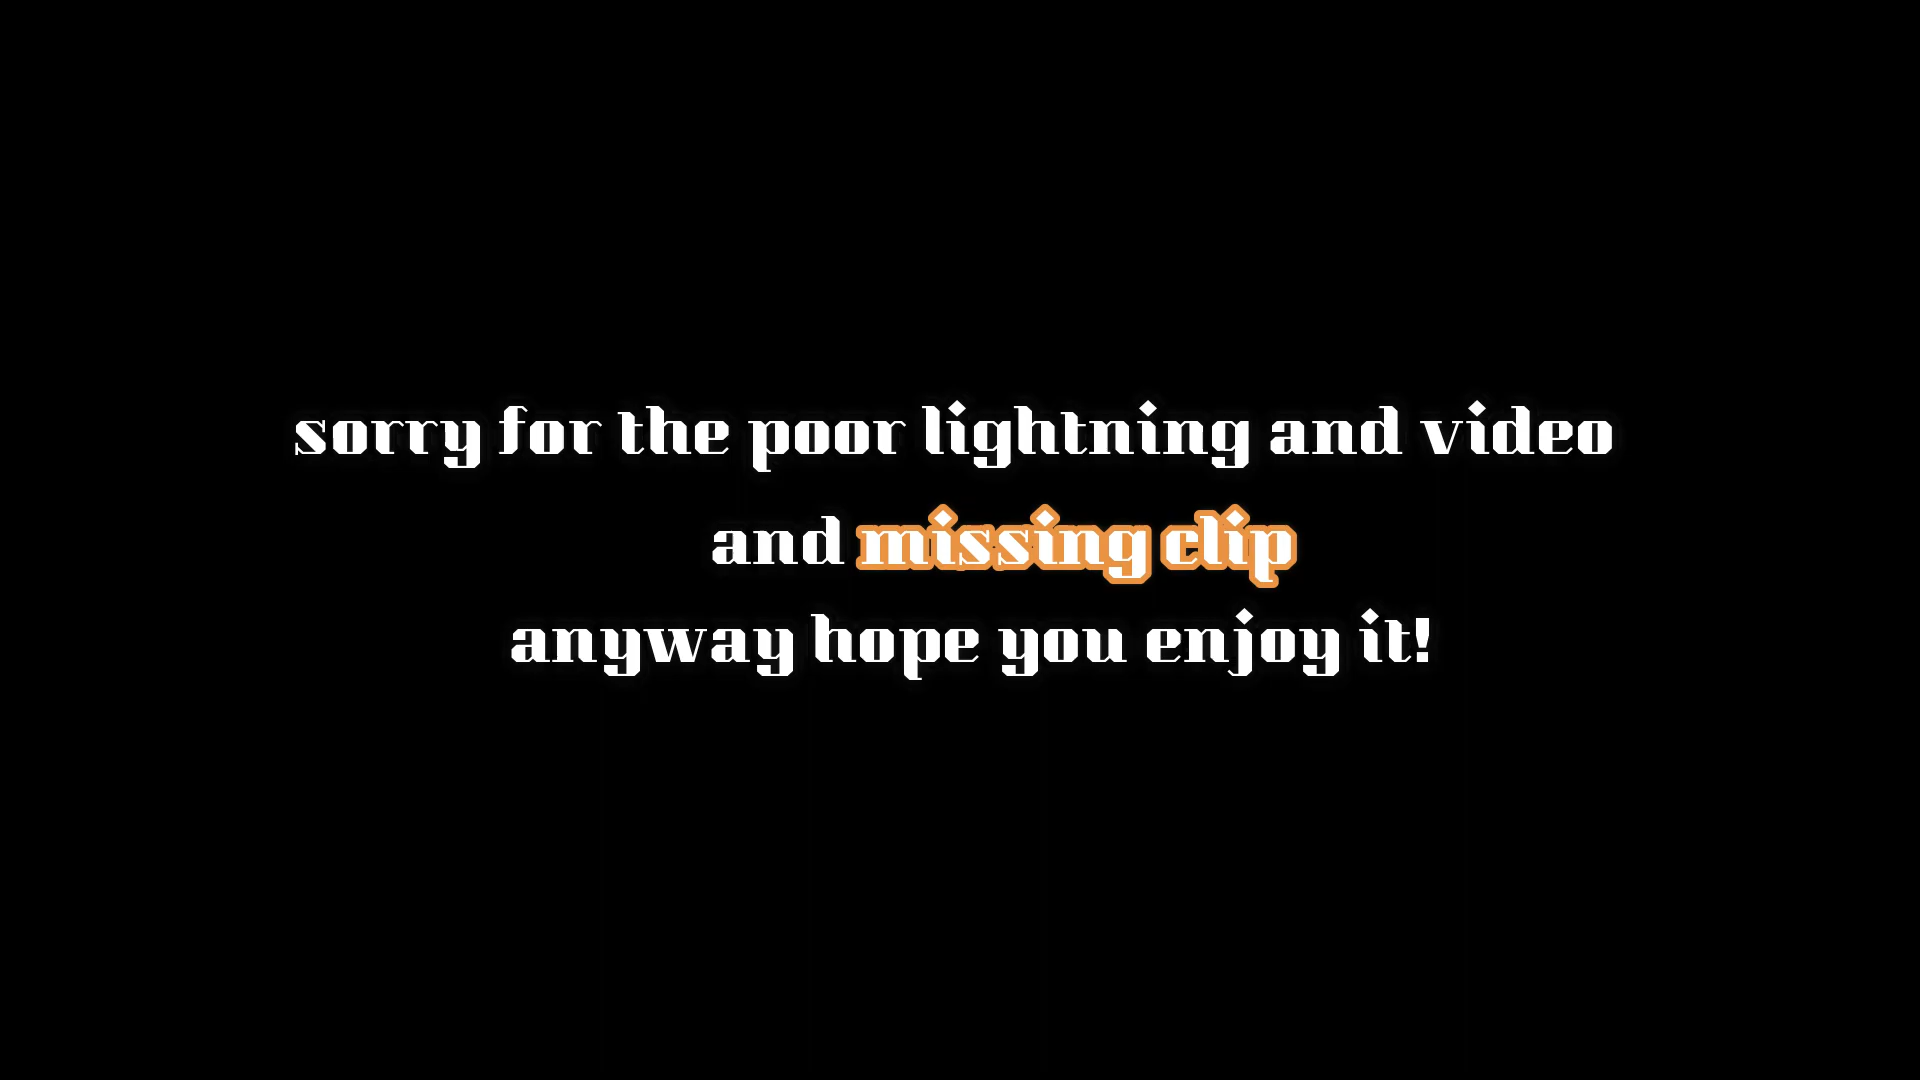 sorry for the poor lightning and video
and missing clip
anyway hope you enjoy it!